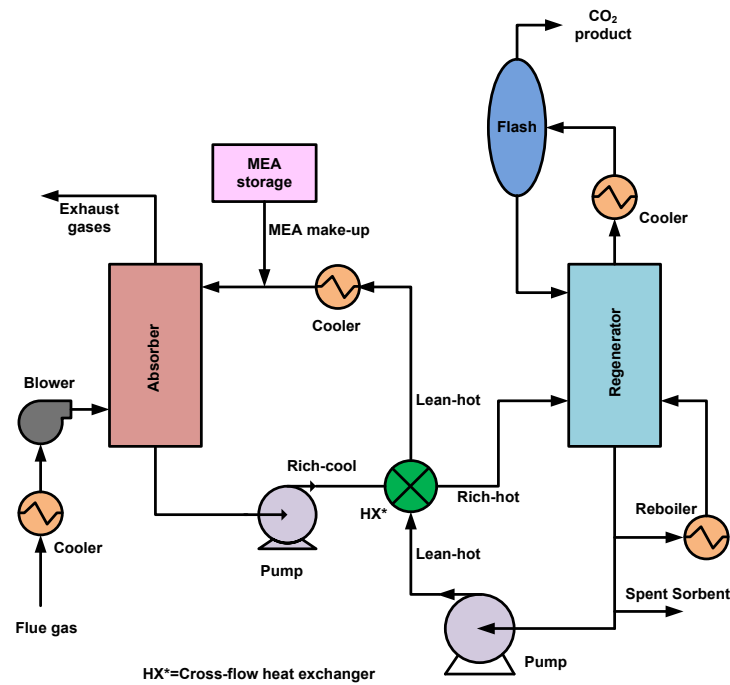 CO₂
product
Flash
MEA
storage
Cooler
Exhaust
gases
MEA make-up
Absorber
Regenerator
Cooler
Blower
Lean-hot
Rich-cool
Rich-hot
HX*
Reboiler
Cooler
Lean-hot
Pump
Spent Sorbent
Flue gas
Pump
HX*=Cross-flow heat exchanger